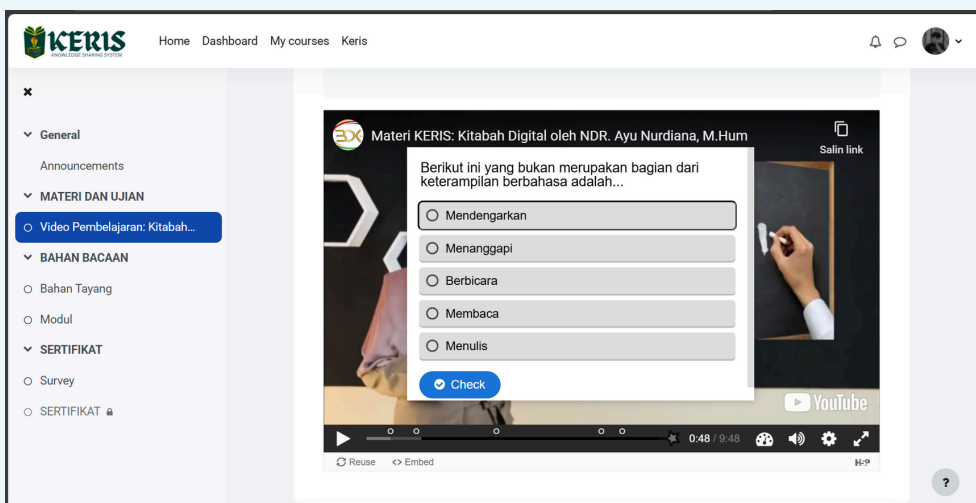 KERIS
KNOWLEDGE SHARING SYSTEM
Home Dashboard My courses Keris
General
Announcements
MATERI DAN UJIAN
Video Pembelajaran: Kitabah...
BAHAN BACAAN
Bahan Tayang
Modul
SERTIFIKAT
Survey
SERTIFIKAT
BDX
Materi KERIS: Kitabah Digital oleh NDR. Ayu Nurdiana, M.Hum
Salin link
Berikut ini yang bukan merupakan bagian dari
keterampilan berbahasa adalah...
Mendengarkan
Menanggapi
Berbicara
Membaca
Menulis
Check
YouTube
0:48 / 9:48
Reuse <> Embed
H-P
?